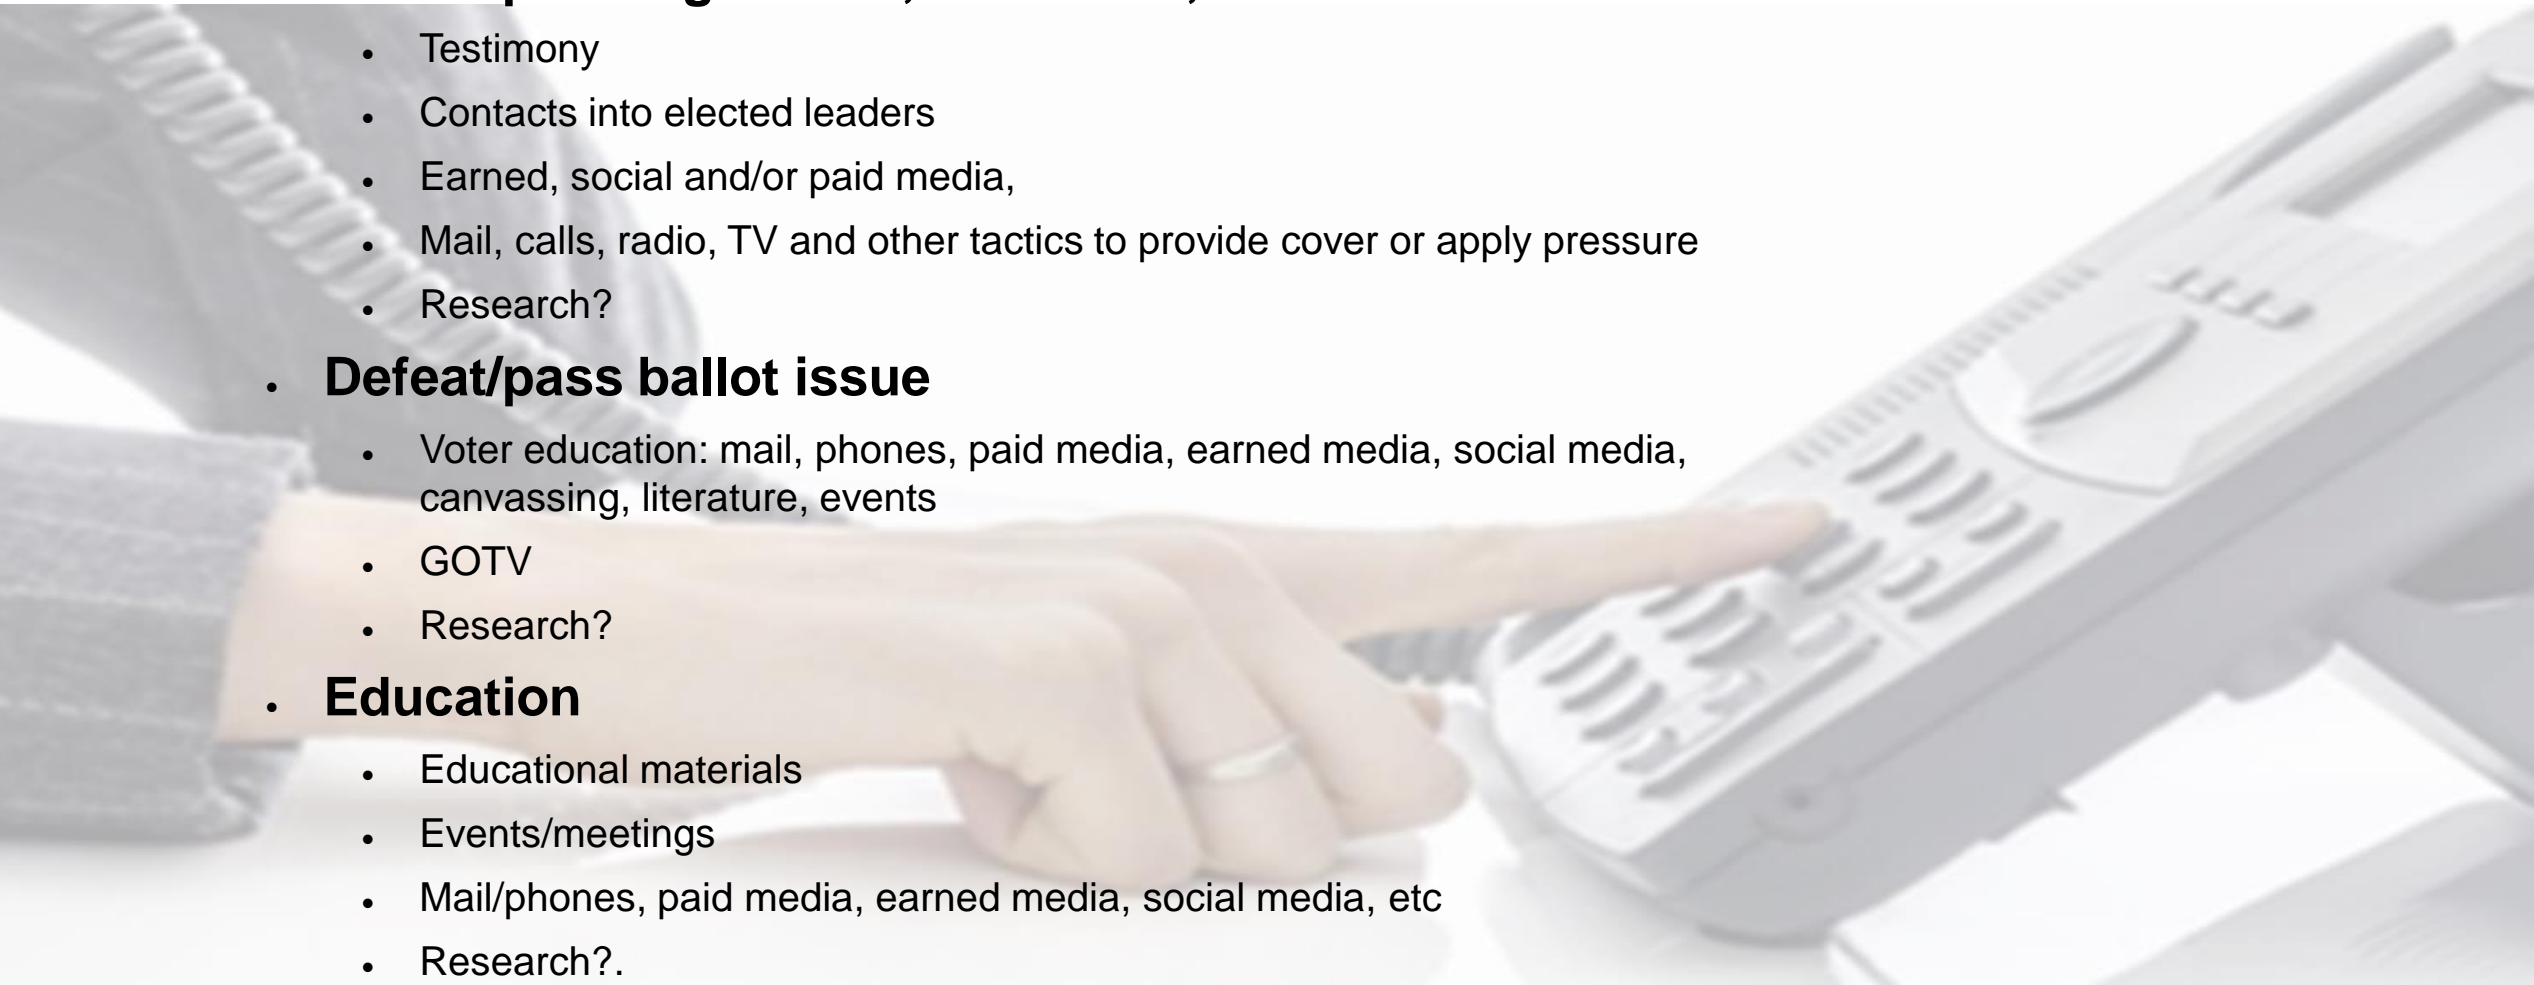 • Testimony
• Contacts into elected leaders
• Earned, social and/or paid media,
• Mail, calls, radio, TV and other tactics to provide cover or apply pressure
• Research?
• Defeat/pass ballot issue
• Voter education: mail, phones, paid media, earned media, social media,
canvassing, literature, events
• GOTV
• Research?
• Education
• Educational materials
• Events/meetings
• Mail/phones, paid media, earned media, social media, etc
• Research?.